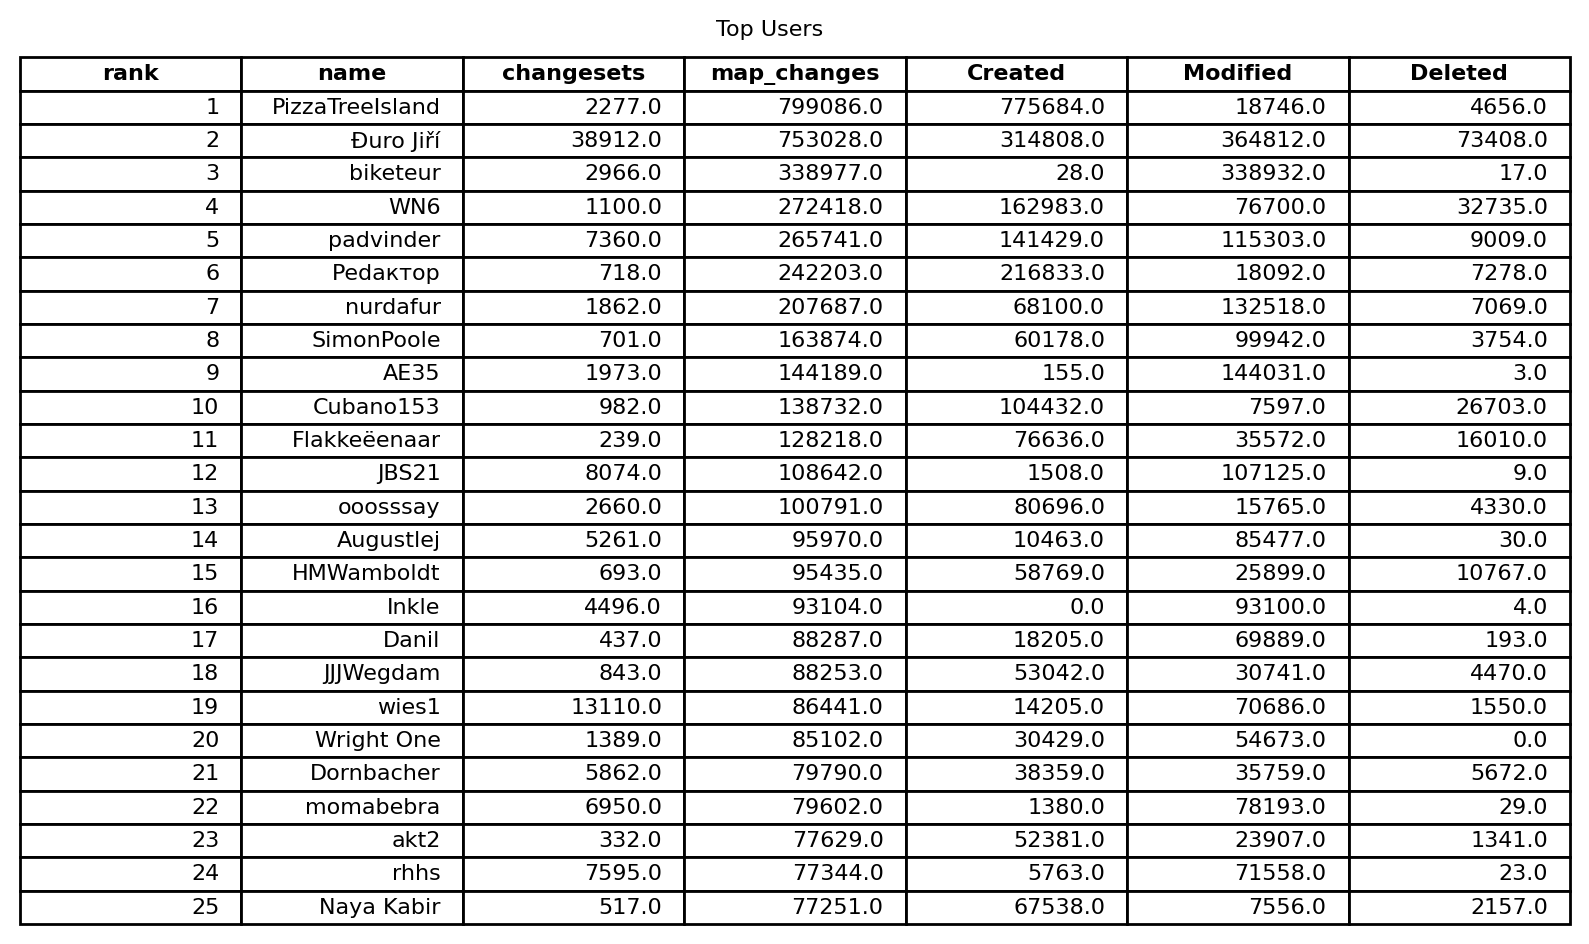 Top Users
rank name changesets map_changes Created Modified Deleted
1 PizzaTreeIsland 2277.0 799086.0 775684.0 18746.0 4656.0
2 Đuro Jiří 38912.0 753028.0 314808.0 364812.0 73408.0
3 biketeur 2966.0 338977.0 28.0 338932.0 17.0
4 WN6 1100.0 272418.0 162983.0 76700.0 32735.0
5 padvinder 7360.0 265741.0 141429.0 115303.0 9009.0
6 Pedaктор 718.0 242203.0 216833.0 18092.0 7278.0
7 nurdafur 1862.0 207687.0 68100.0 132518.0 7069.0
8 SimonPoole 701.0 163874.0 60178.0 99942.0 3754.0
9 AE35 1973.0 144189.0 155.0 144031.0 3.0
10 Cubano153 982.0 138732.0 104432.0 7597.0 26703.0
11 Flakkeëenaar 239.0 128218.0 76636.0 35572.0 16010.0
12 JBS21 8074.0 108642.0 1508.0 107125.0 9.0
13 ooosssay 2660.0 100791.0 80696.0 15765.0 4330.0
14 Augustlej 5261.0 95970.0 10463.0 85477.0 30.0
15 HMWamboldt 693.0 95435.0 58769.0 25899.0 10767.0
16 Inkle 4496.0 93104.0 0.0 93100.0 4.0
17 Danil 437.0 88287.0 18205.0 69889.0 193.0
18 JJJWegdam 843.0 88253.0 53042.0 30741.0 4470.0
19 wies1 13110.0 86441.0 14205.0 70686.0 1550.0
20 Wright One 1389.0 85102.0 30429.0 54673.0 0.0
21 Dornbacher 5862.0 79790.0 38359.0 35759.0 5672.0
22 momabebra 6950.0 79602.0 1380.0 78193.0 29.0
23 akt2 332.0 77629.0 52381.0 23907.0 1341.0
24 rhhs 7595.0 77344.0 5763.0 71558.0 23.0
25 Naya Kabir 517.0 77251.0 67538.0 7556.0 2157.0